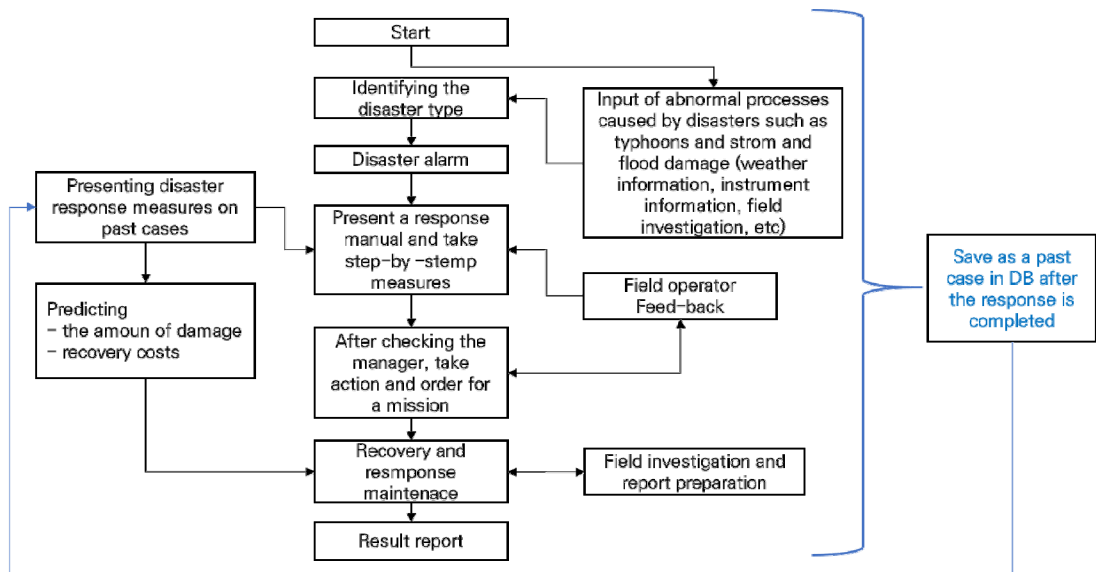 Start
Identifying the
disaster type
Input of abnormal processes
caused by disasters such as
typhoons and strom and
flood damage (weather
information, instrument
information, field
investigation, etc)
Disaster alarm
Presenting disaster
response measures on
past cases
Present a response
manual and take
step-by -stemp
measures
Save as a past
case in DB after
the response is
completed
Field operator
Feed-back
Predicting
- the amoun of damage
- recovery costs
After checking the
manager, take
action and order for
a mission
Recovery and
resmponse
maintenace
Field investigation and
report preparation
Result report